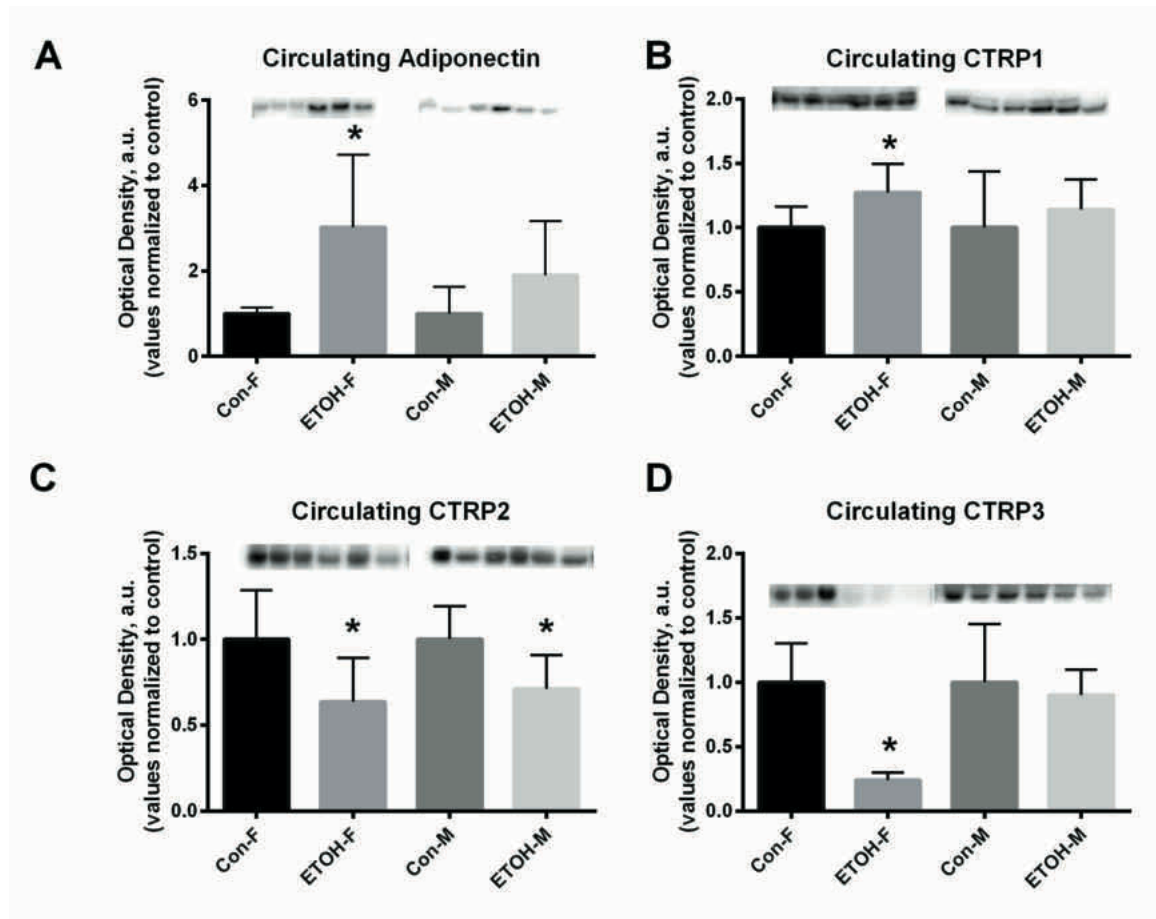 A
Circulating Adiponectin
Optical Density, a.u.
(values normalized to control)
6
4
2
0
*
Con-F
ETOH-F
Con-M
ETOH-M
B
Circulating CTRP1
Optical Density, a.u.
(values normalized to control)
2.0
1.5
1.0
0.5
0.0
*
Con-F
ETOH-F
Con-M
ETOH-M
C
Circulating CTRP2
Optical Density, a.u.
(values normalized to control)
1.5
1.0
0.5
0.0
*
*
Con-F
ETOH-F
Con-M
ETOH-M
D
Circulating CTRP3
Optical Density, a.u.
(values normalized to control)
2.0
1.5
1.0
0.5
0.0
*
Con-F
ETOH-F
Con-M
ETOH-M